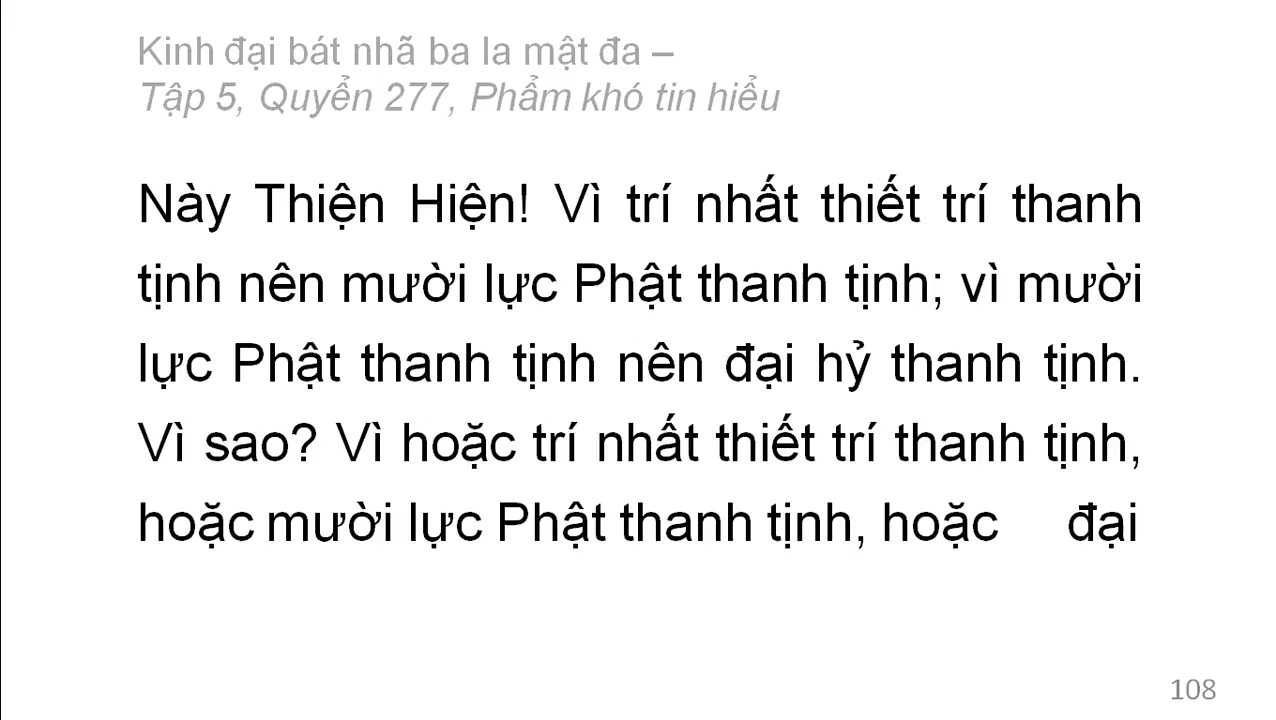 Kinh đại bát nhã ba la mật đa –
Tập 5, Quyển 277, Phẩm khó tin hiểu
Này Thiện Hiện! Vì trí nhất thiết trí thanh
tịnh nên mười lực Phật thanh tịnh; vì mười
lực Phật thanh tịnh nên đại hỷ thanh tịnh.
Vì sao? Vì hoặc trí nhất thiết trí thanh tịnh,
hoặc mười lực Phật thanh tịnh, hoặc đại
108